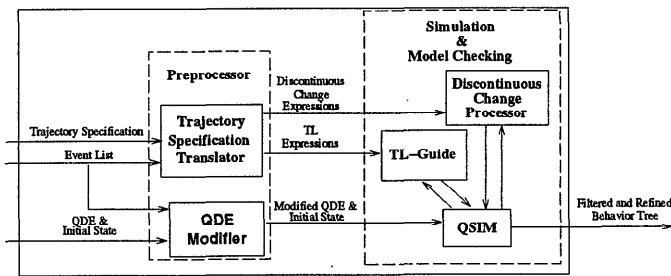 Simulation
&
Model Checking
Preprocessor
Discontinuous
Change
Expressions
Discontinuous
Change
Processor
Trajectory
Specification
Translator
Trajectory Specification
Event List
TL
Expressions
TL–Guide
QDE &
Initial State
QDE
Modifier
Modified QDE &
Initial State
QSIM
Filtered and Refined
Behavior Tree